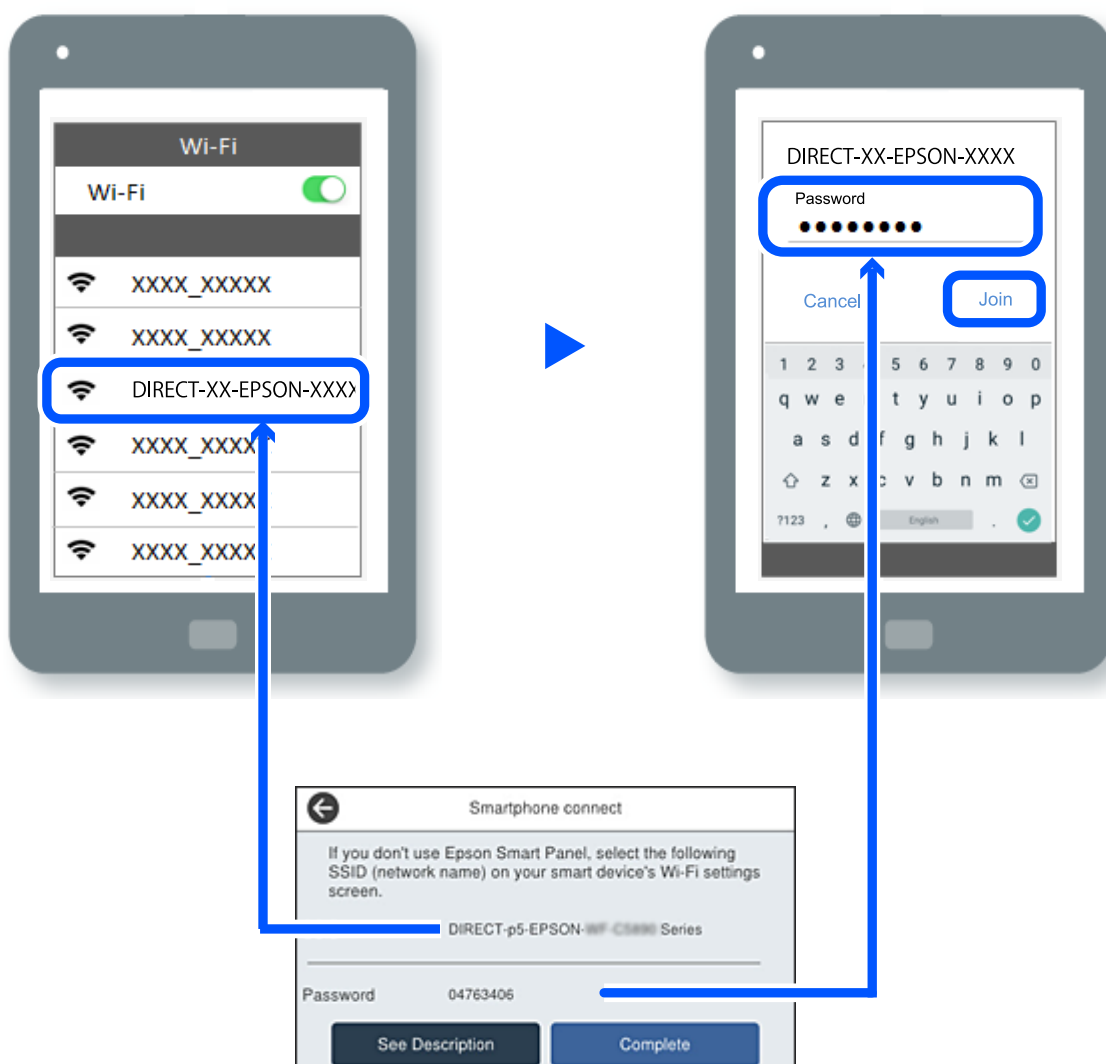 Wi-Fi
Wi-Fi
XXXX_XXXXX
XXXX_XXXXX
DIRECT-XX-EPSON-XXXX
XXXX_XXXX
XXXX_XXXX
XXXX_XXXX
DIRECT-XX-EPSON-XXXX
Password
Cancel
Join
1 2 3 5 6 7 8 9 0
q w e t y u i o p
a s d f g h j k l
z x c v b n m
?123 , English .
Smartphone connect
If you don't use Epson Smart Panel, select the following
SSID (network name) on your smart device's Wi-Fi settings
screen.
DIRECT-p5-EPSON- Series
Password 04763406
See Description
Complete